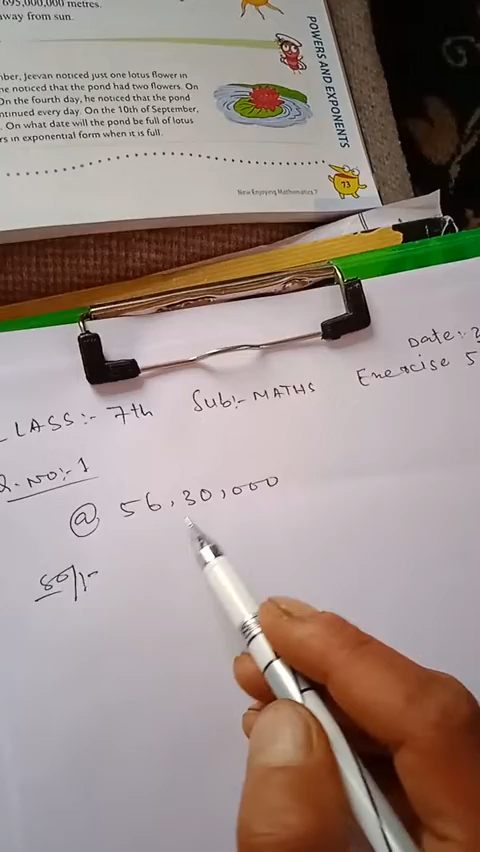 695,000,000 metres.
away from sun.
POWERS AND EXPONENTS
Jeevan noticed just one lotus flower in
he noticed that the pond had two flowers. On
On the fourth day, he noticed that the pond
every day. On the 10th of September,
On what date will the pond be full of lotus
in exponential form when it is full.
New Enjoying Mathematics 7
73
Date:-
CLASS:- 7th Sub:- MATHS Exercise 5
Q.NO:-1
(a) 56,30,000
Sol:-